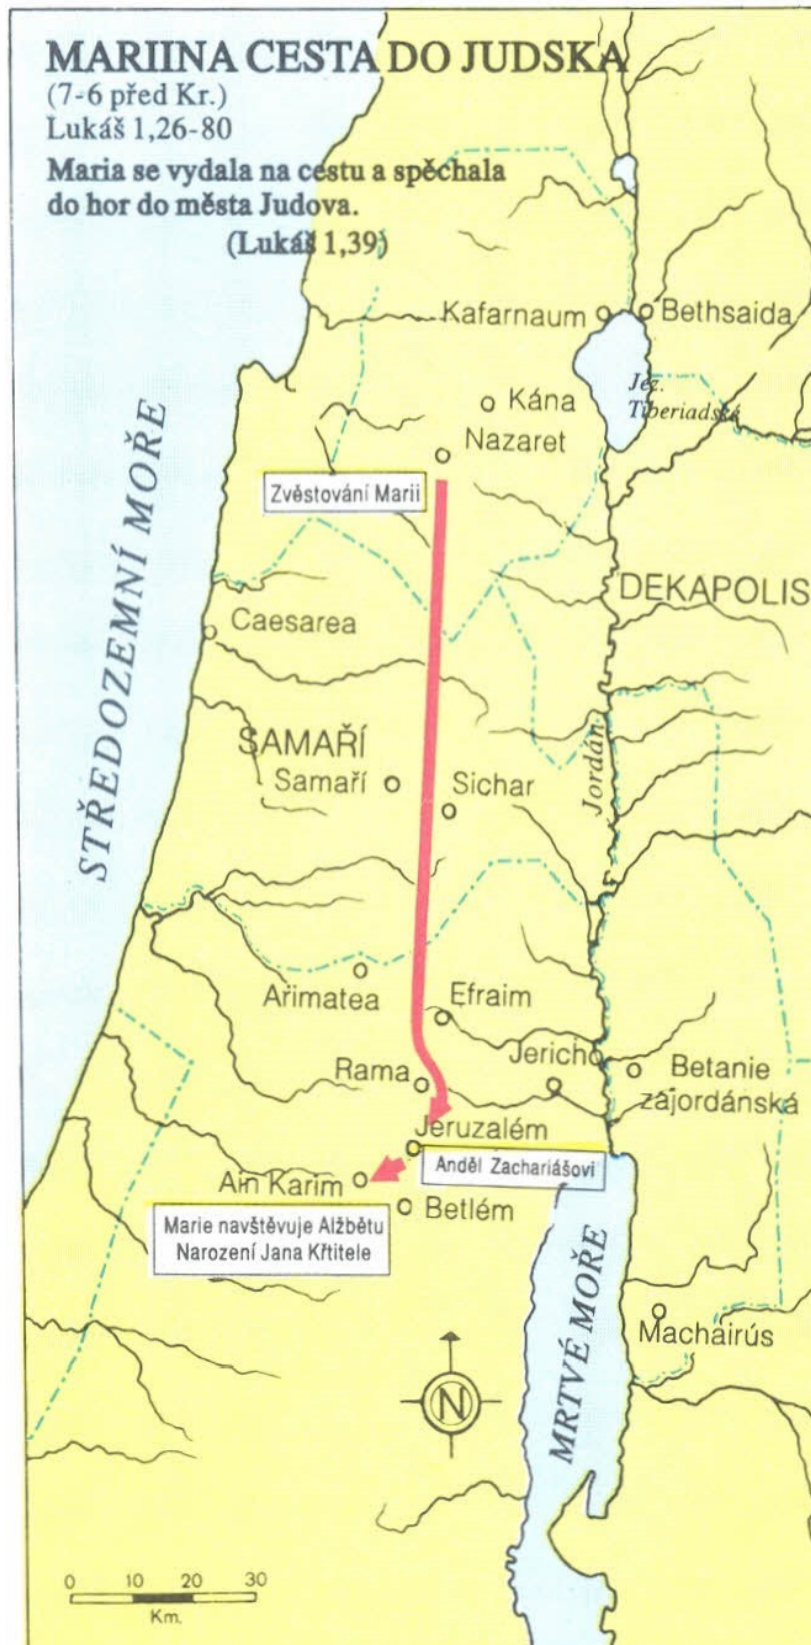 MARIINA CESTA DO JUDSKA
(7-6 před Kr.)
Lukáš 1,26-80
Maria se vydala na cestu a spěchala
do hor do města Judova.
(Lukáš 1,39)
Kafarnaum
Bethsaida
Jez.
Tiberiadské
Kána
Nazaret
Zvěstování Marii
STŘEDOZEMNÍ MOŘE
DEKAPOLIS
Caesarea
SAMAŘÍ
Samaří
Sichar
Jordán
Arimatea
Efraim
Rama
Jericho
Betanie
zájordánská
Jeruzalém
Anděl Zachariášovi
Ain Karim
Marie navštěvuje Alžbětu
Narození Jana Křtitele
Betlém
MRTVÉ MOŘE
Machairús
N
0 10 20 30
Km.